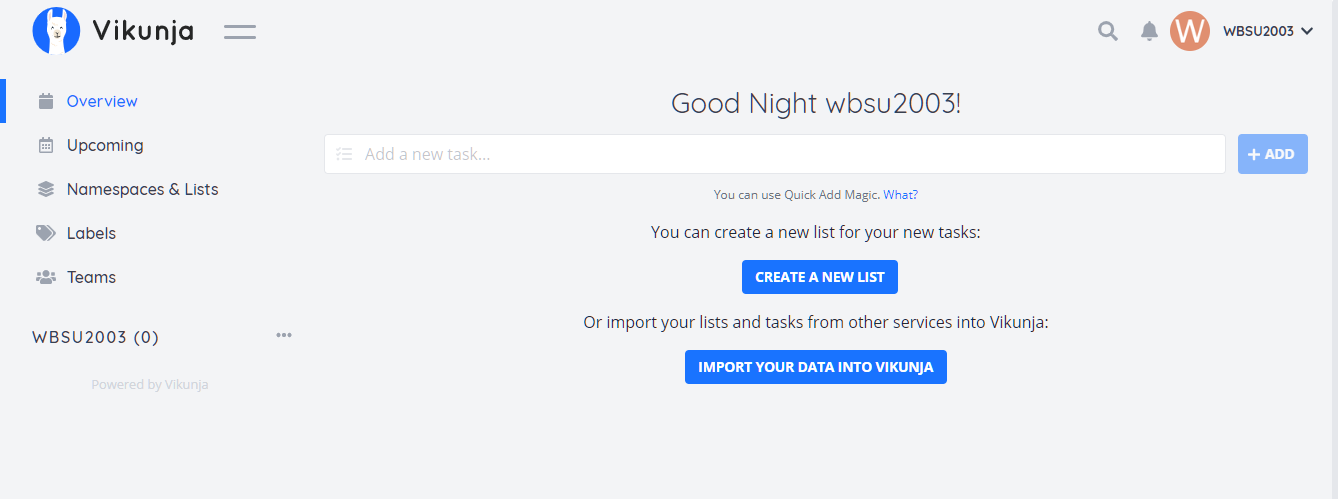 Vikunja
W WBSU2003
Overview
Upcoming
Namespaces & Lists
Labels
Teams
WBSU2003 (0)
Powered by Vikunja
Good Night wbsu2003!
Add a new task...
+ ADD
You can use Quick Add Magic. What?
You can create a new list for your new tasks:
CREATE A NEW LIST
Or import your lists and tasks from other services into Vikunja:
IMPORT YOUR DATA INTO VIKUNJA